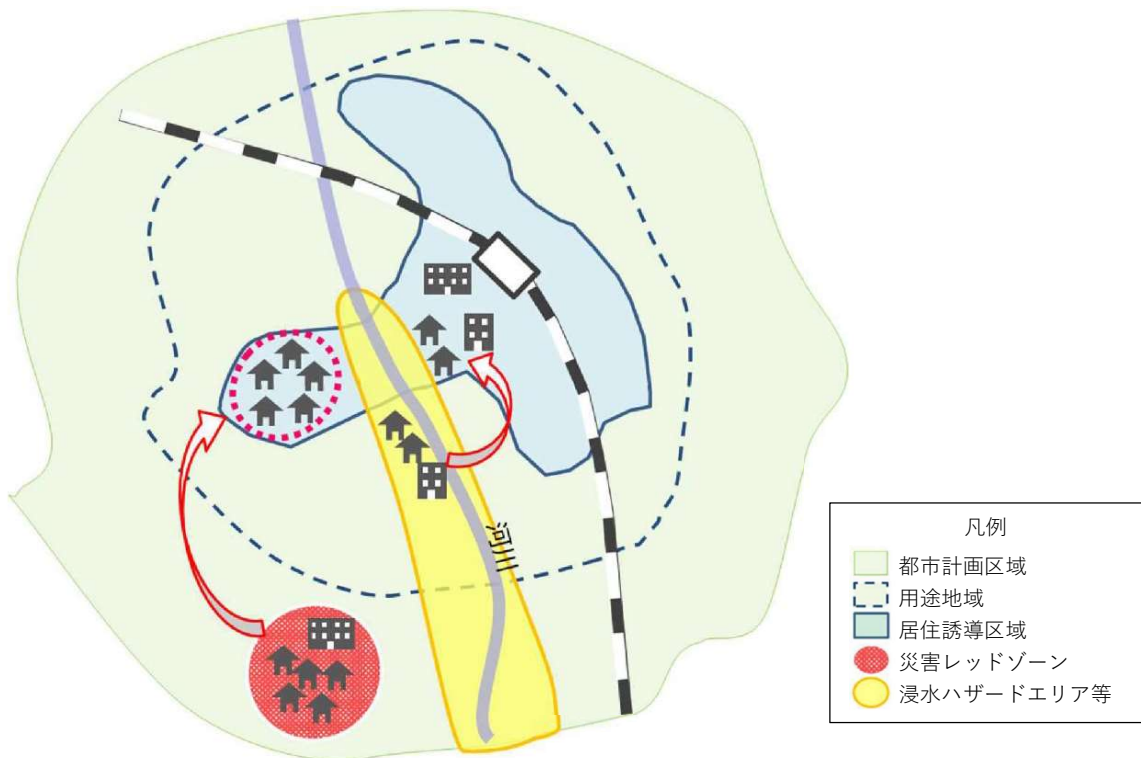 河川
凡例
都市計画区域
用途地域
居住誘導区域
災害レッドゾーン
浸水ハザードエリア等